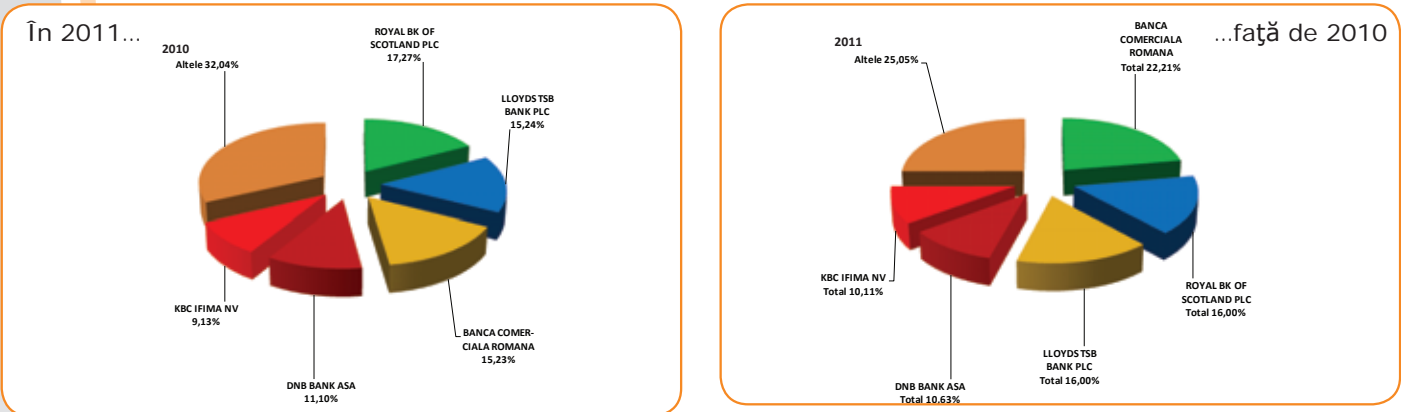 În 2011...
2010
Altele 32,04%
ROYAL BK OF
SCOTLAND PLC
17,27%
LLOYDS TSB
BANK PLC
15,24%
BANCA COMER-
CIALA ROMANA
15,23%
DNB BANK ASA
11,10%
KBC IFIMA NV
9,13%
...faţă de 2010
2011
Altele 25,05%
BANCA
COMERCIALA
ROMANA
Total 22,21%
ROYAL BK OF
SCOTLAND PLC
Total 16,00%
LLOYDS TSB
BANK PLC
Total 16,00%
DNB BANK ASA
Total 10,63%
KBC IFIMA NV
Total 10,11%